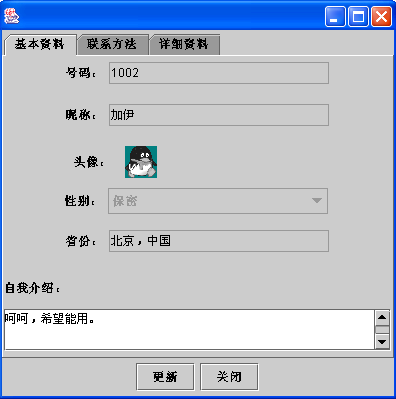 基本资料 联系方法 详细资料
号码： 1002
昵称： 加伊
头像：
性别： 保密
省份： 北京，中国
自我介绍：
呵呵，希望能用。
更新 关闭